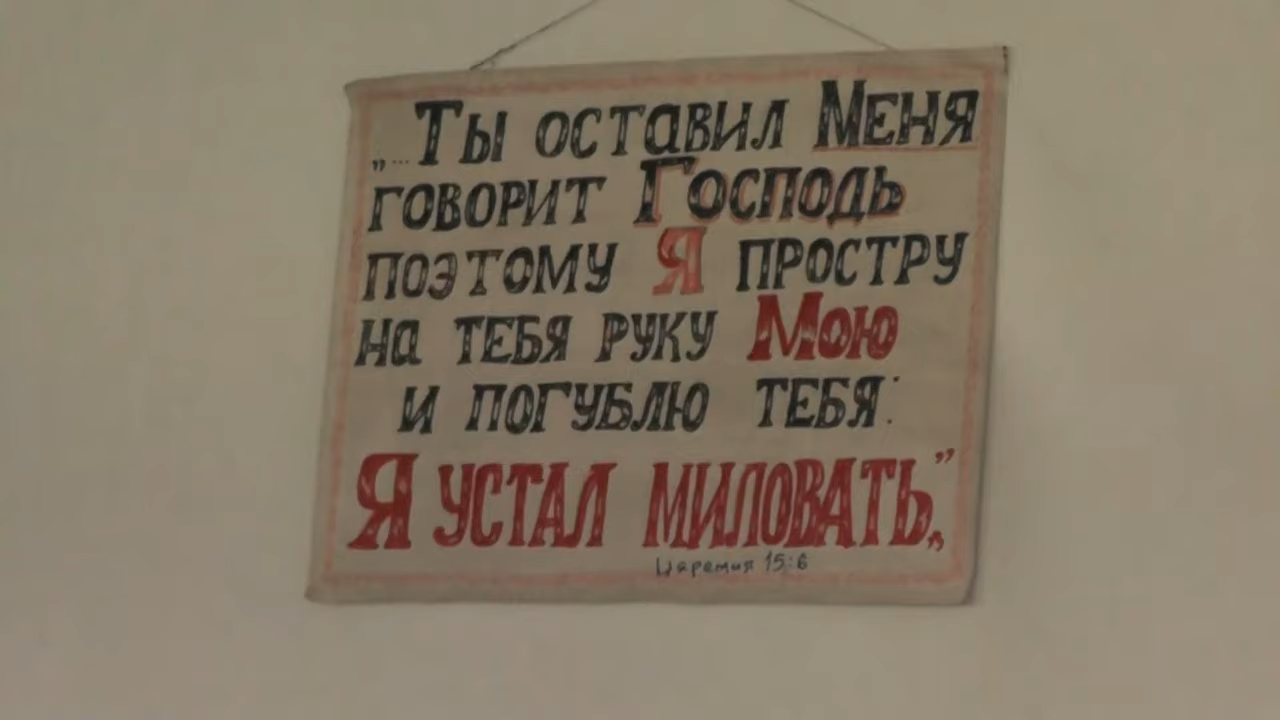 „...Ты оставил Меня
говорит Господь
поэтому Я простру
на тебя руку Мою
и погублю тебя:
Я устал миловать„”
Иеремия 15:6